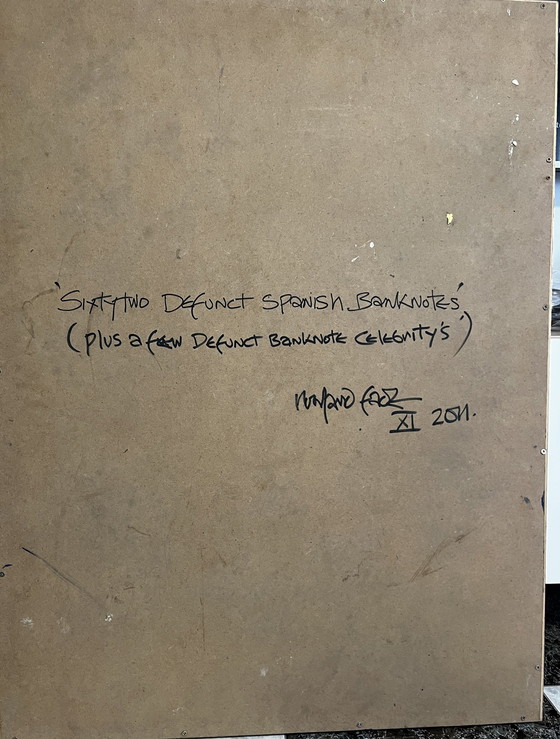 'Sixtytwo Defunct Spanish Banknotes'
(plus a few Defunct Banknote Celebrity's)
XI 2011.